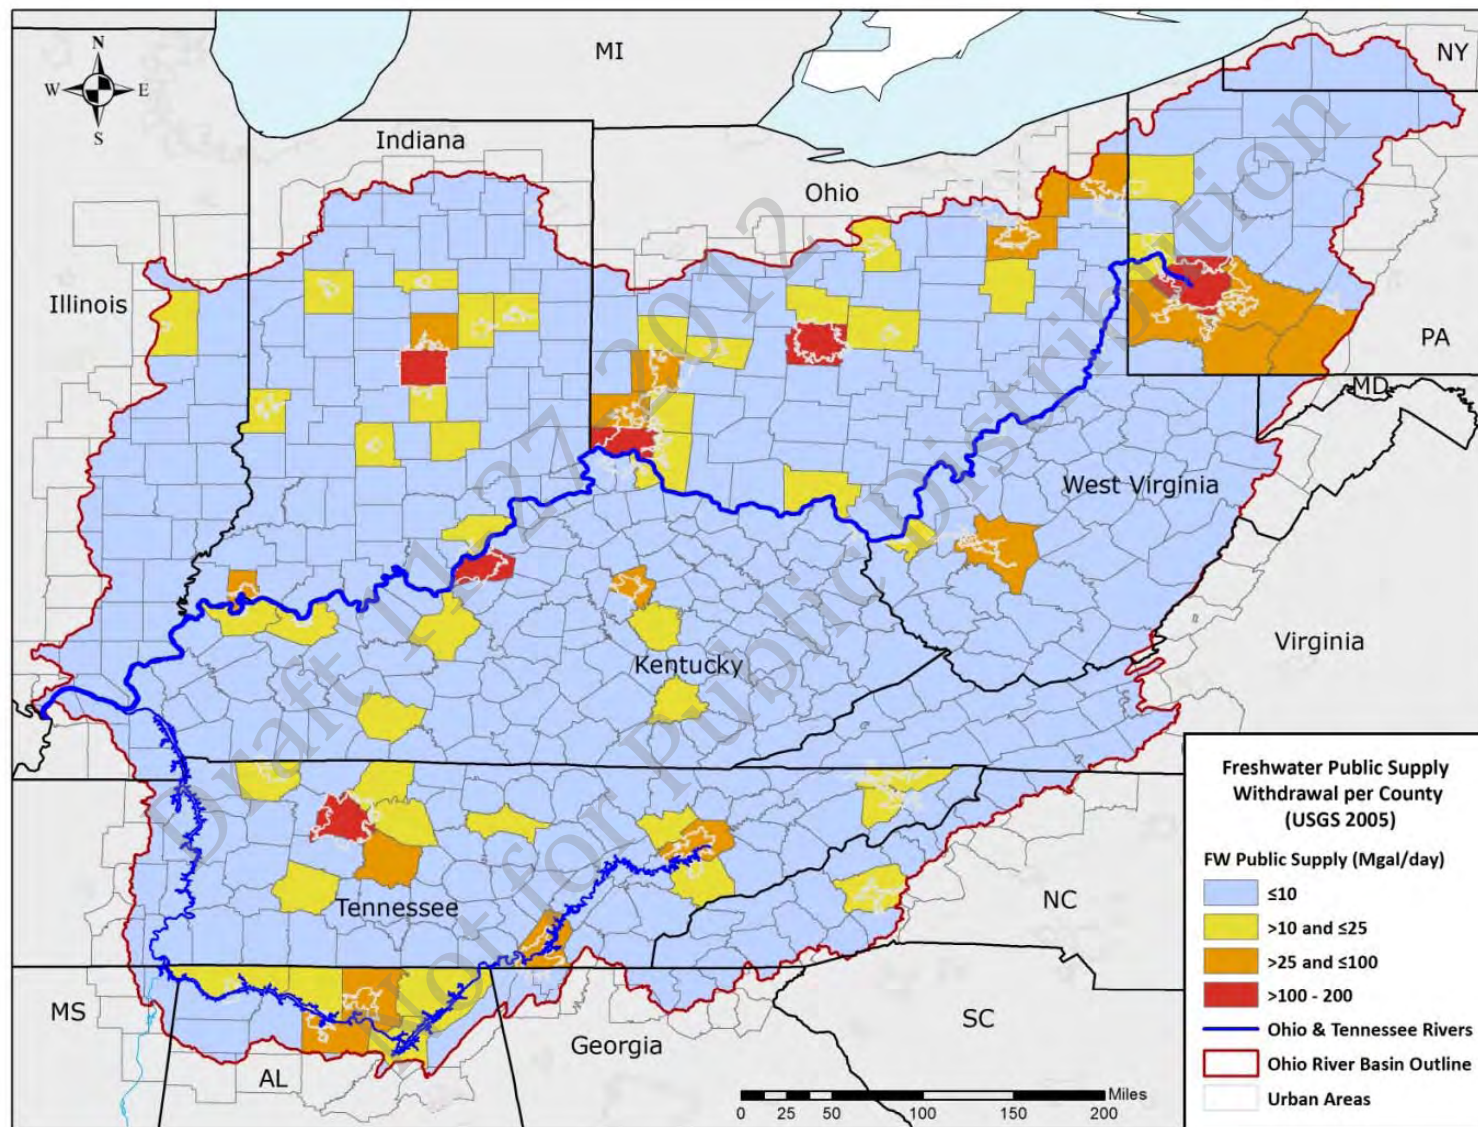 N
W E
S
MI
NY
Indiana
Ohio
Illinois
PA
MD
West Virginia
Virginia
Kentucky
Tennessee
NC
MS
AL
Georgia
SC
Draft 11-27-2012
Not for Public Distribution
Freshwater Public Supply
Withdrawal per County
(USGS 2005)
FW Public Supply (Mgal/day)
≤10
>10 and ≤25
>25 and ≤100
>100 - 200
Ohio & Tennessee Rivers
Ohio River Basin Outline
Urban Areas
Miles
0 25 50 100 150 200